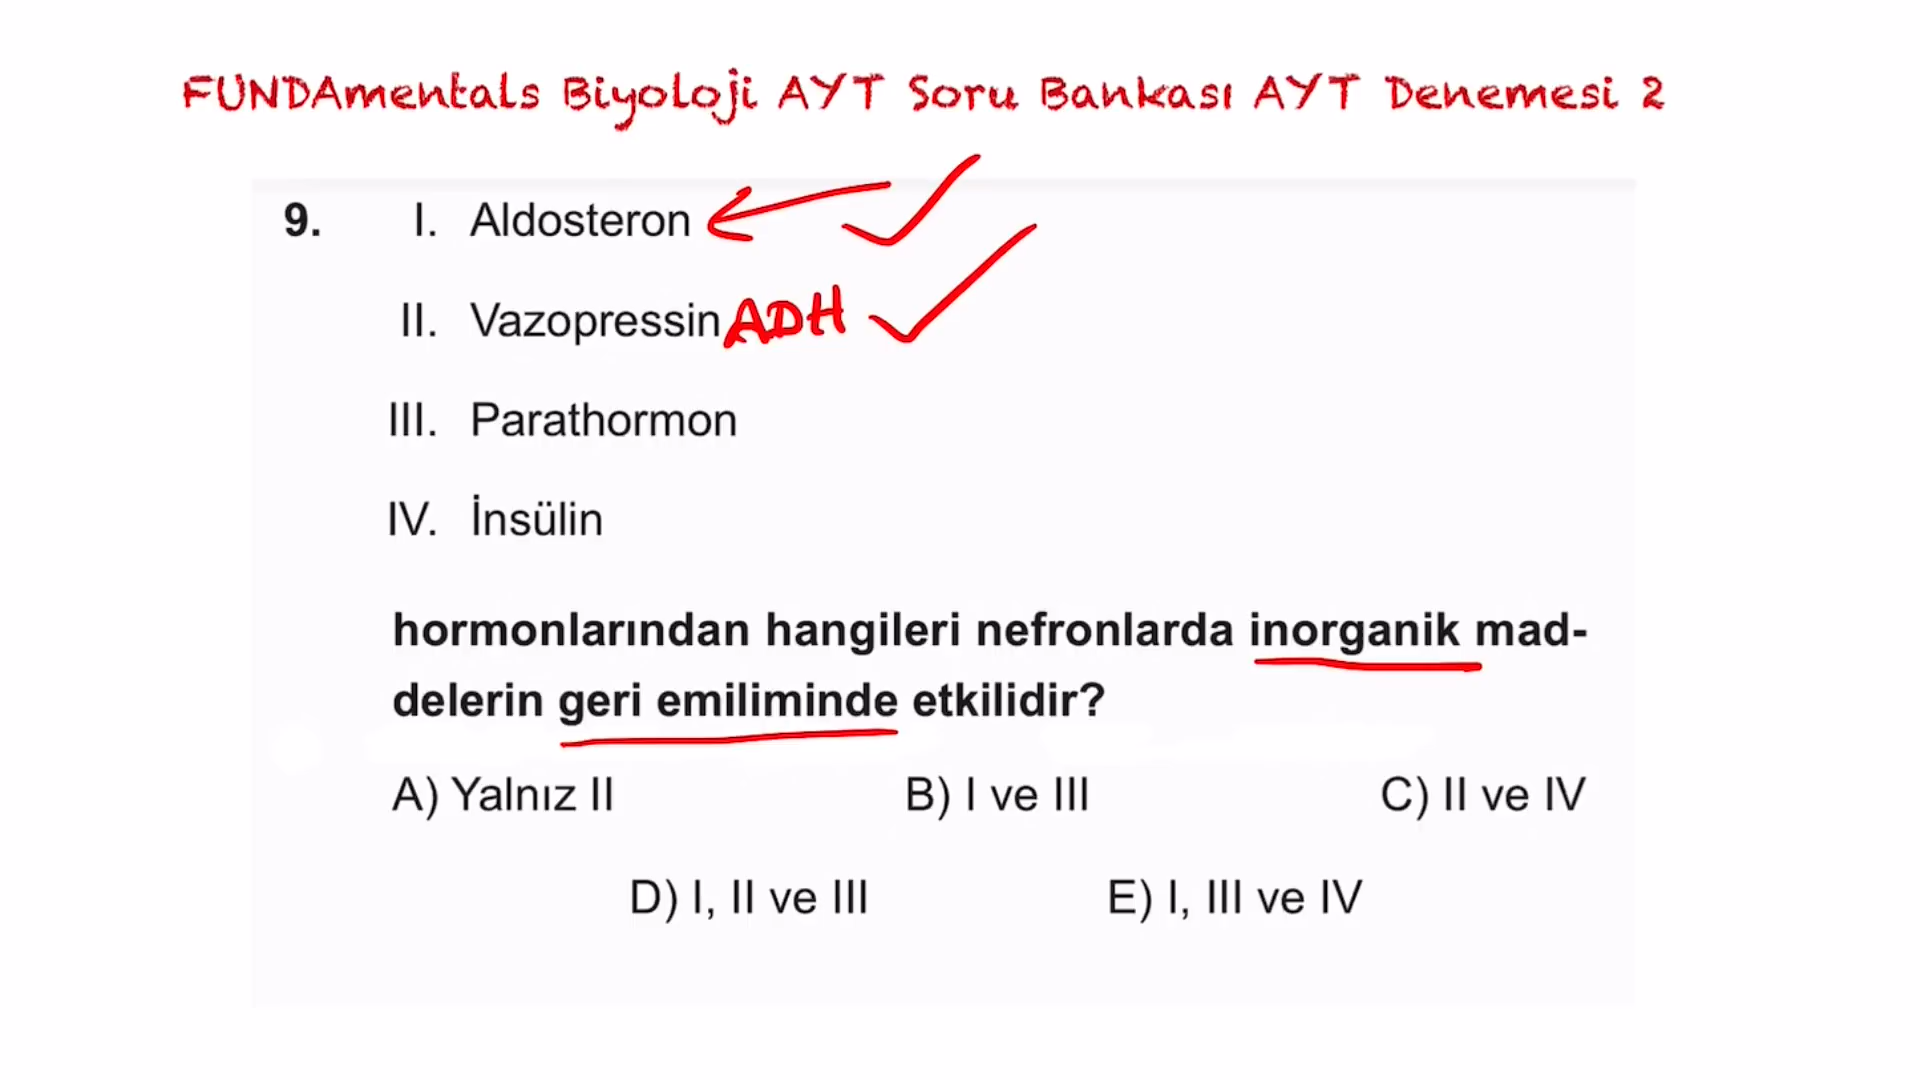 FUNDAmentals Biyoloji AYT Soru Bankası AYT Denemesi 2
9. I. Aldosteron
II. Vazopressin ADH
III. Parathormon
IV. İnsülin
hormonlarından hangileri nefronlarda inorganik mad-
delerin geri emiliminde etkilidir?
A) Yalnız II B) I ve III C) II ve IV
D) I, II ve III E) I, III ve IV